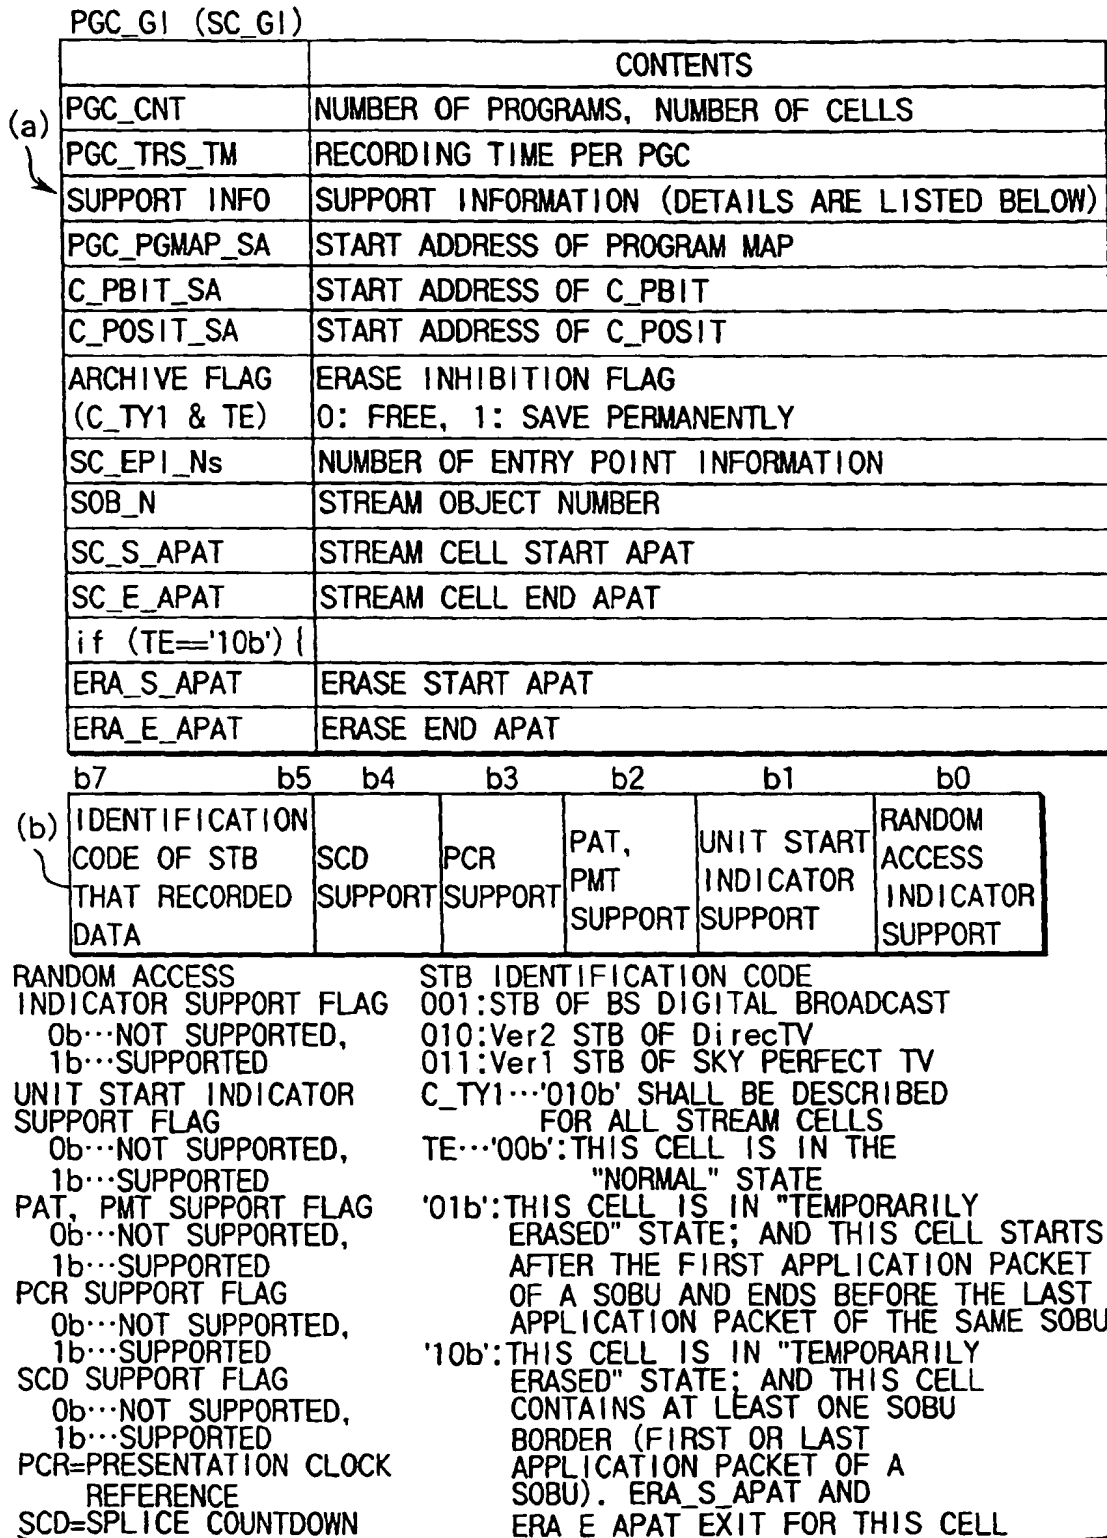 PGC_GI (SC_GI)
CONTENTS
PGC_CNT NUMBER OF PROGRAMS, NUMBER OF CELLS
(a)
PGC_TRS_TM RECORDING TIME PER PGC
SUPPORT INFO SUPPORT INFORMATION (DETAILS ARE LISTED BELOW)
PGC_PGMAP_SA START ADDRESS OF PROGRAM MAP
C_PBIT_SA START ADDRESS OF C_PBIT
C_POSIT_SA START ADDRESS OF C_POSIT
ARCHIVE FLAG ERASE INHIBITION FLAG
(C_TY1 & TE) 0: FREE, 1: SAVE PERMANENTLY
SC_EPI_Ns NUMBER OF ENTRY POINT INFORMATION
SOB_N STREAM OBJECT NUMBER
SC_S_APAT STREAM CELL START APAT
SC_E_APAT STREAM CELL END APAT
if (TE=='10b') {
ERA_S_APAT ERASE START APAT
ERA_E_APAT ERASE END APAT
b7 b5 b4 b3 b2 b1 b0
(b)
IDENTIFICATION
CODE OF STB
THAT RECORDED
DATA
SCD
SUPPORT
PCR
SUPPORT
PAT,
PMT
SUPPORT
UNIT START
INDICATOR
SUPPORT
RANDOM
ACCESS
INDICATOR
SUPPORT
RANDOM ACCESS
INDICATOR SUPPORT FLAG
0b···NOT SUPPORTED,
1b···SUPPORTED
UNIT START INDICATOR
SUPPORT FLAG
0b···NOT SUPPORTED,
1b···SUPPORTED
PAT, PMT SUPPORT FLAG
0b···NOT SUPPORTED,
1b···SUPPORTED
PCR SUPPORT FLAG
0b···NOT SUPPORTED,
1b···SUPPORTED
SCD SUPPORT FLAG
0b···NOT SUPPORTED,
1b···SUPPORTED
PCR=PRESENTATION CLOCK
REFERENCE
SCD=SPLICE COUNTDOWN
STB IDENTIFICATION CODE
001:STB OF BS DIGITAL BROADCAST
010:Ver2 STB OF DirecTV
011:Ver1 STB OF SKY PERFECT TV
C_TY1···'010b' SHALL BE DESCRIBED
FOR ALL STREAM CELLS
TE···'00b':THIS CELL IS IN THE
"NORMAL" STATE
'01b':THIS CELL IS IN "TEMPORARILY
ERASED" STATE; AND THIS CELL STARTS
AFTER THE FIRST APPLICATION PACKET
OF A SOBU AND ENDS BEFORE THE LAST
APPLICATION PACKET OF THE SAME SOBU
'10b':THIS CELL IS IN "TEMPORARILY
ERASED" STATE; AND THIS CELL
CONTAINS AT LEAST ONE SOBU
BORDER (FIRST OR LAST
APPLICATION PACKET OF A
SOBU). ERA_S_APAT AND
ERA_E_APAT EXIT FOR THIS CELL